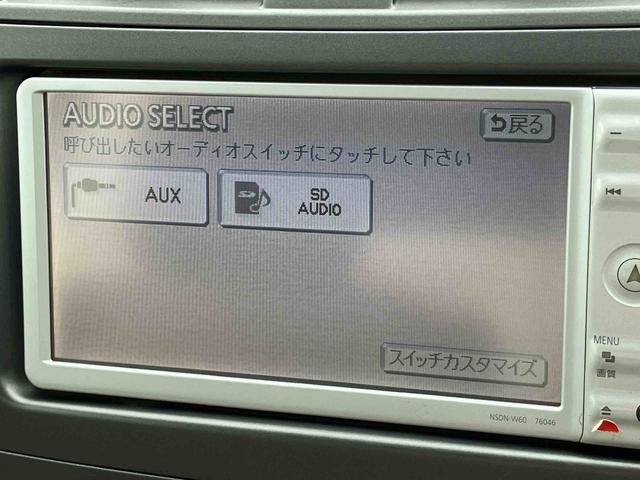 AUDIO SELECT
戻る
呼び出したいオーディオスイッチにタッチして下さい
AUX
SD
SD
AUDIO
スイッチカスタマイズ
MENU
画質
NSDN-W60 76046